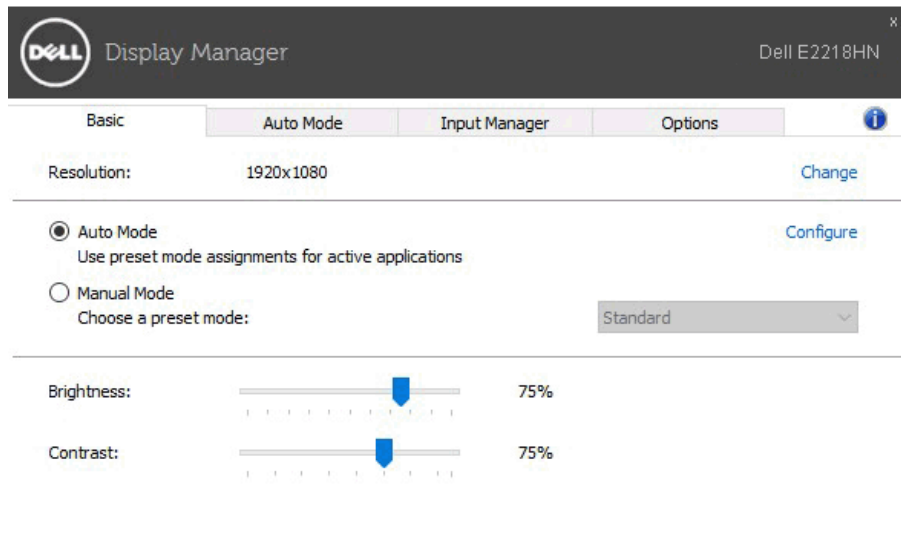 x
DELL Display Manager Dell E2218HN
Basic Auto Mode Input Manager Options i
Resolution: 1920x1080 Change
Auto Mode Configure
Use preset mode assignments for active applications
Manual Mode
Choose a preset mode: Standard
Brightness: 75%
Contrast: 75%